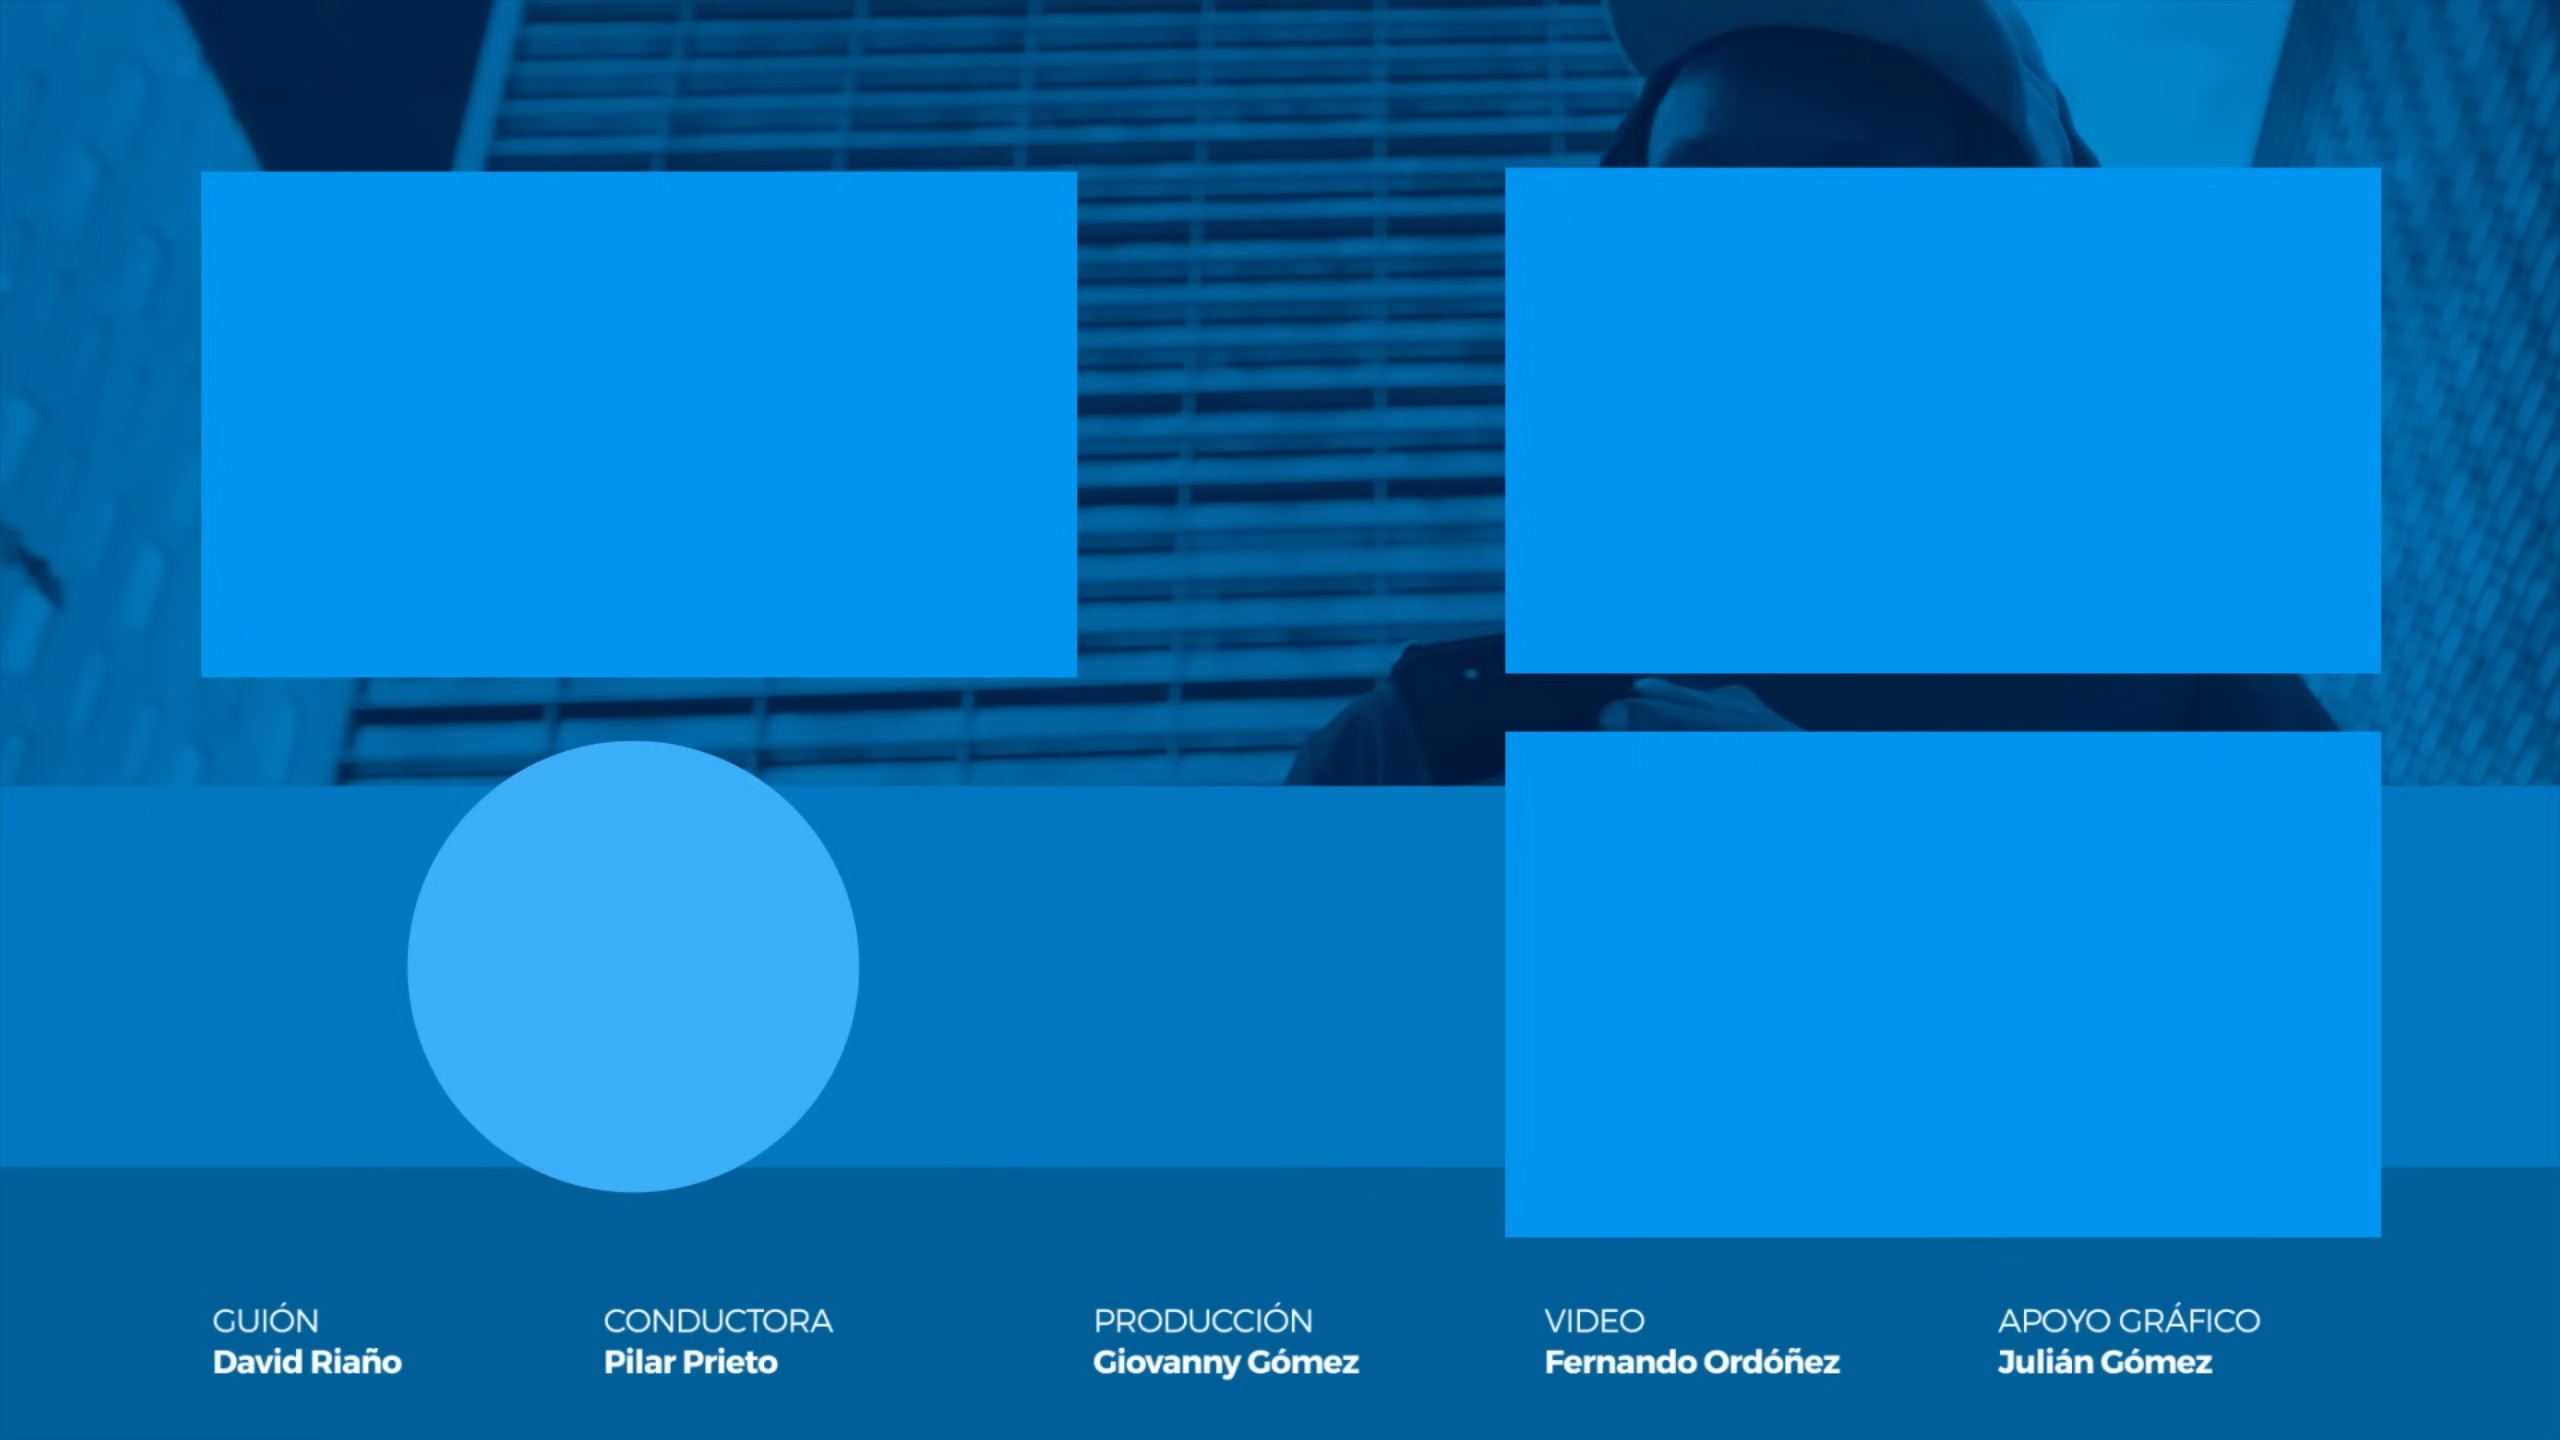 GUIÓN
David Riaño
CONDUCTORA
Pilar Prieto
PRODUCCIÓN
Giovanny Gómez
VIDEO
Fernando Ordóñez
APOYO GRÁFICO
Julián Gómez